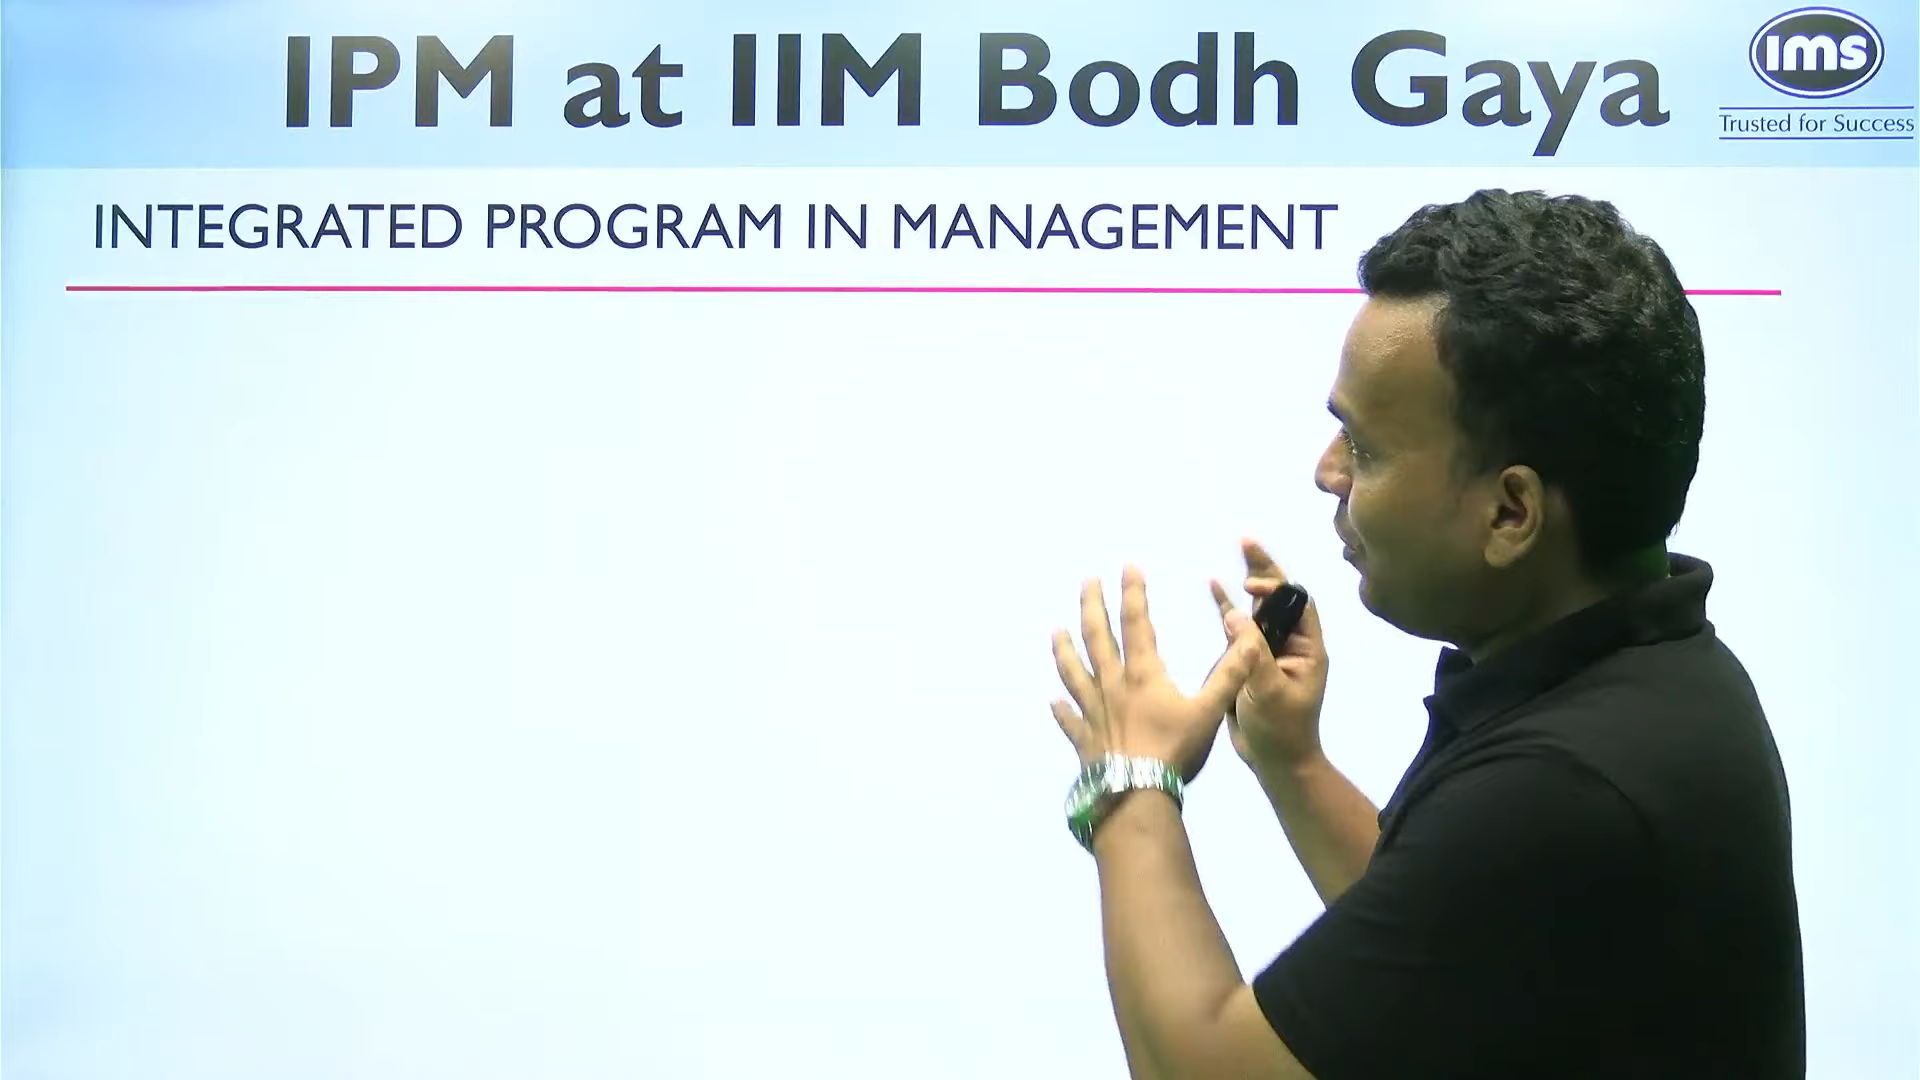 IPM at IIM Bodh Gaya
ims
Trusted for Success
INTEGRATED PROGRAM IN MANAGEMENT